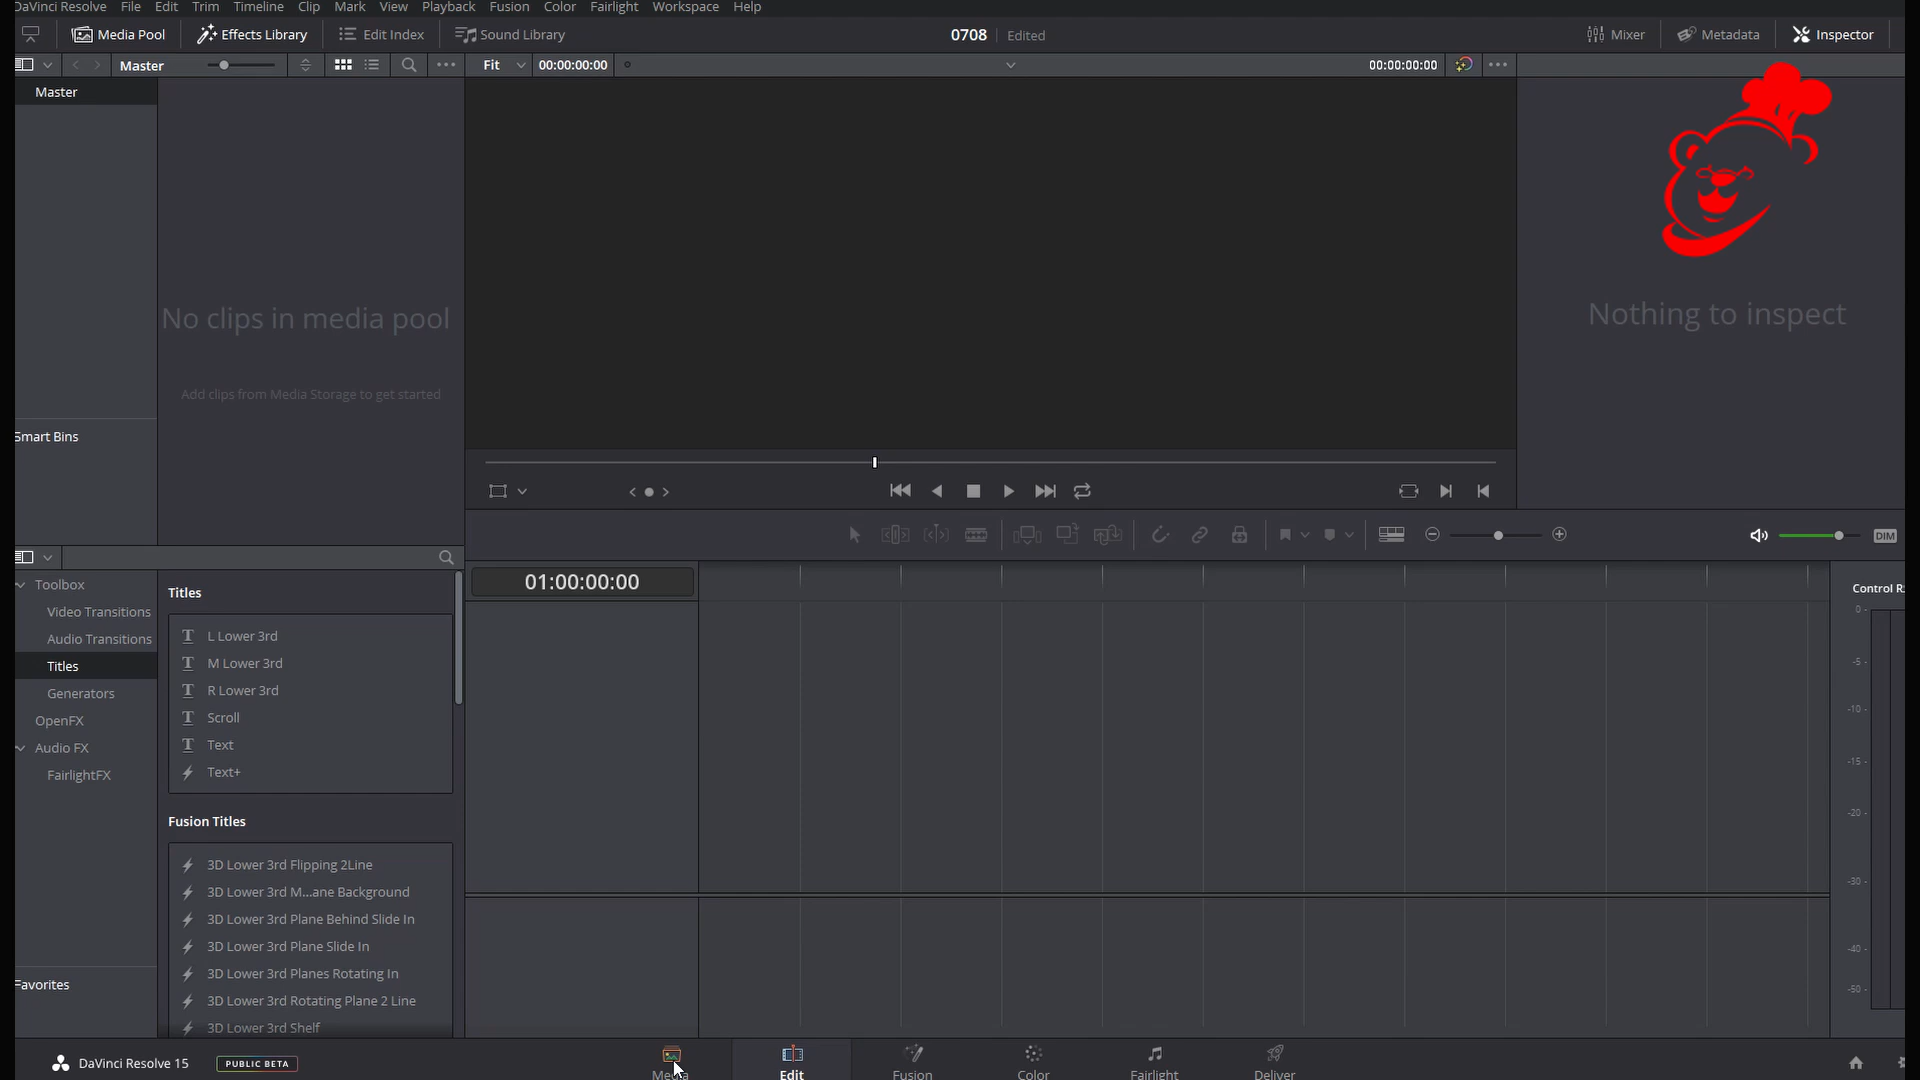 DaVinci Resolve File Edit Trim Timeline Clip Mark View Playback Fusion Color Fairlight Workspace Help
Media Pool Effects Library Edit Index Sound Library 0708 Edited Mixer Metadata Inspector
Master Fit 00:00:00:00 00:00:00:00
Master
No clips in media pool
Add clips from Media Storage to get started
Nothing to inspect
Smart Bins
DIM
Toolbox
Video Transitions
Audio Transitions
Titles
Generators
OpenFX
Audio FX
FairlightFX
Favorites
Titles
L Lower 3rd
M Lower 3rd
R Lower 3rd
Scroll
Text
Text+
Fusion Titles
3D Lower 3rd Flipping 2Line
3D Lower 3rd M...ane Background
3D Lower 3rd Plane Behind Slide In
3D Lower 3rd Plane Slide In
3D Lower 3rd Planes Rotating In
3D Lower 3rd Rotating Plane 2 Line
3D Lower 3rd Shelf
01:00:00:00
Control R
0
-5
-10
-15
-20
-30
-40
-50
DaVinci Resolve 15 PUBLIC BETA
Media Edit Fusion Color Fairlight Deliver